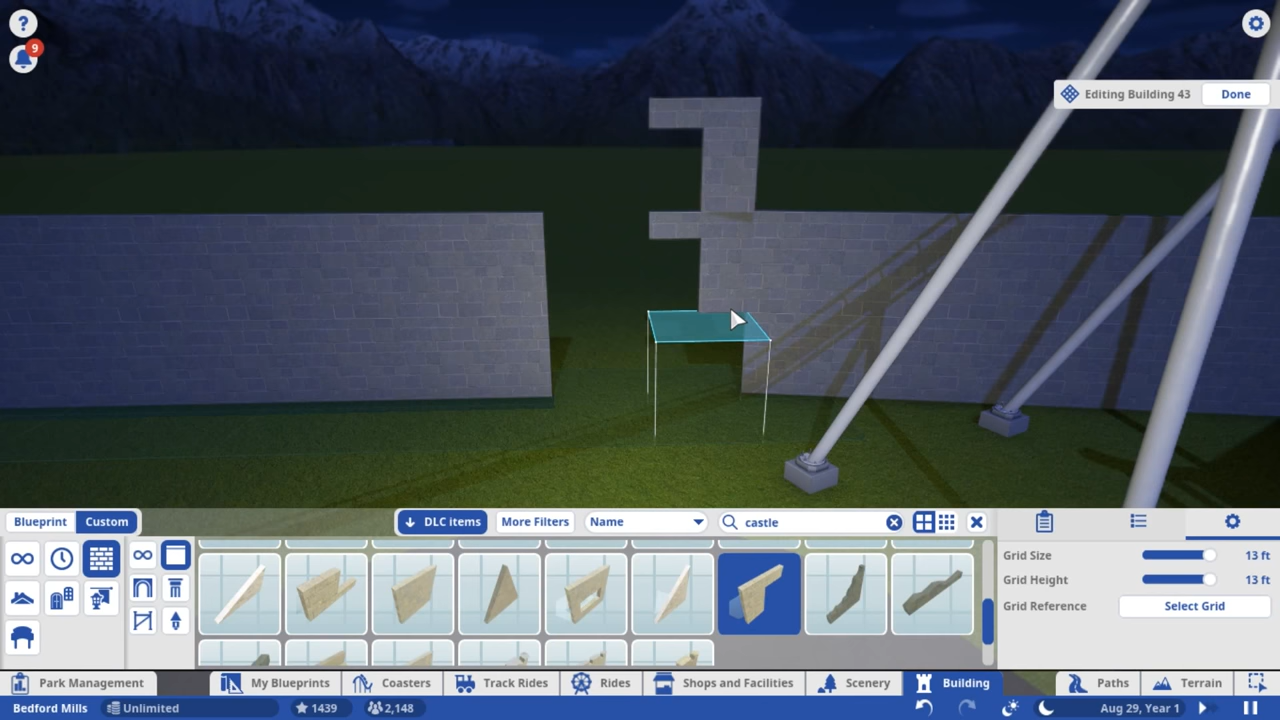 ?
9
Editing Building 43 Done
Blueprint Custom DLC items More Filters Name castle
Grid Size 13 ft
Grid Height 13 ft
Grid Reference Select Grid
Park Management My Blueprints Coasters Track Rides Rides Shops and Facilities Scenery Building Paths Terrain
Bedford Mills Unlimited 1439 2,148 Aug 29, Year 1